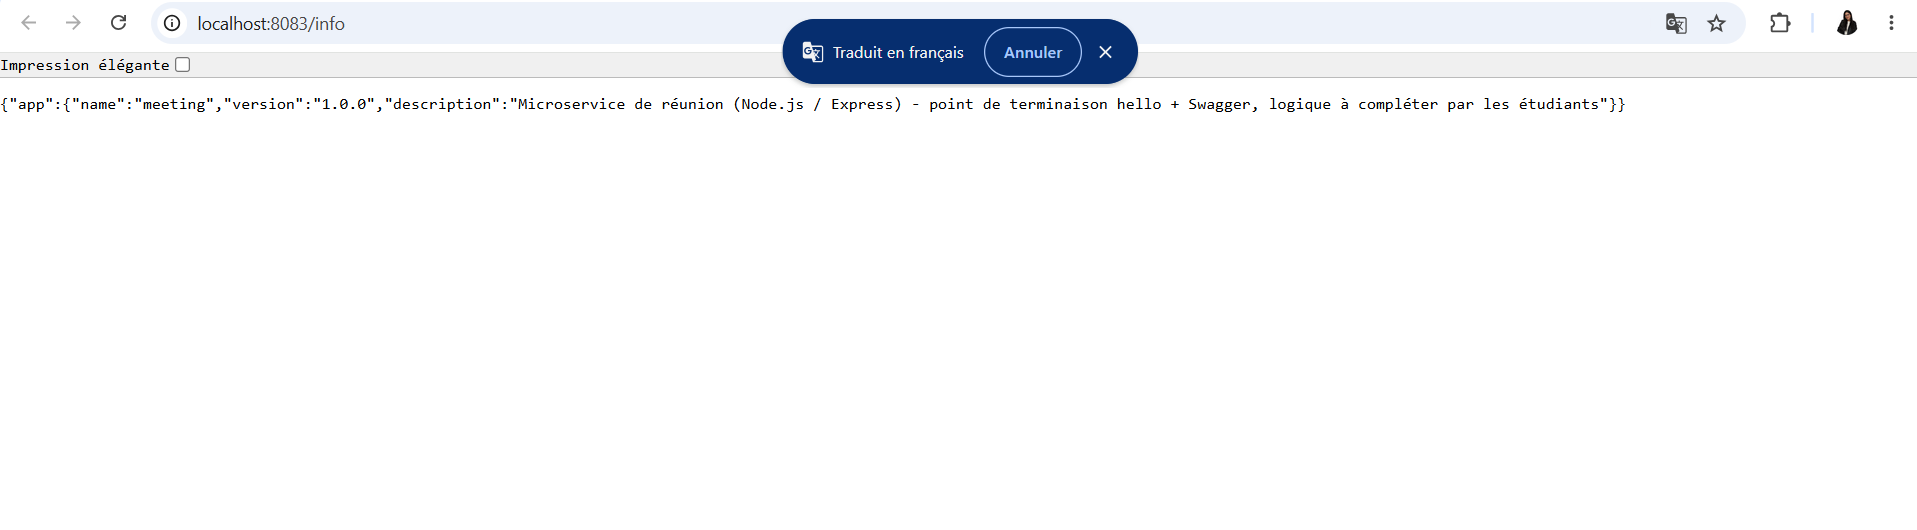 localhost:8083/info
Traduit en français
Annuler
Impression élégante
{"app":{"name":"meeting","version":"1.0.0","description":"Microservice de réunion (Node.js / Express) - point de terminaison hello + Swagger, logique à compléter par les étudiants"}}